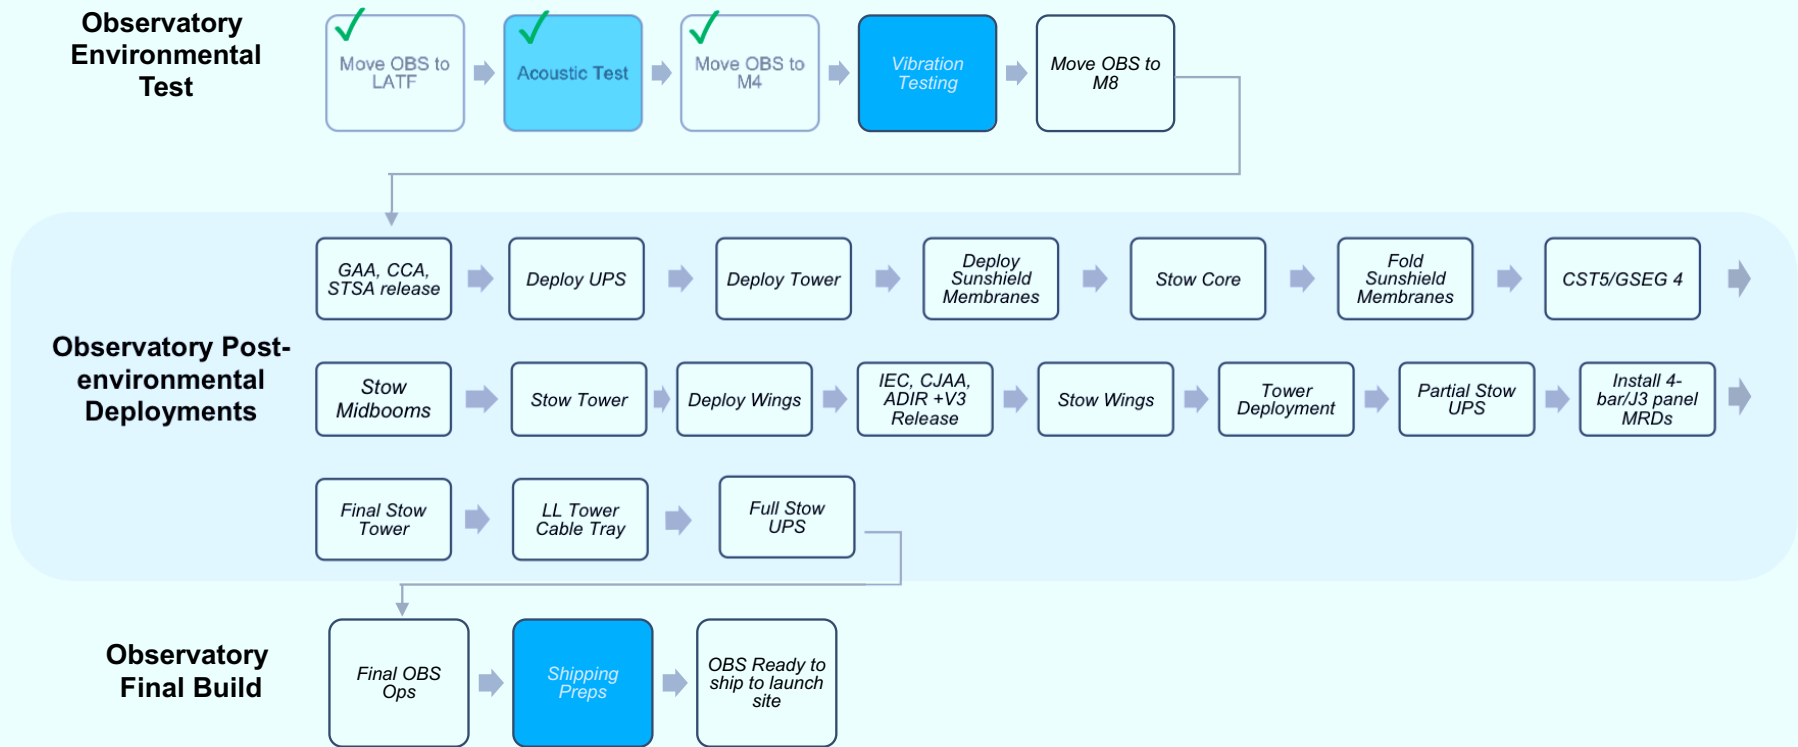 Observatory
Environmental
Test
Move OBS to
LATF
Acoustic Test
Move OBS to
M4
Vibration
Testing
Move OBS to
M8
Observatory Post-
environmental
Deployments
GAA, CCA,
STSA release
Deploy UPS
Deploy Tower
Deploy
Sunshield
Membranes
Stow Core
Fold
Sunshield
Membranes
CST5/GSEG 4
Stow
Midbooms
Stow Tower
Deploy Wings
IEC, CJAA,
ADIR +V3
Release
Stow Wings
Tower
Deployment
Partial Stow
UPS
Install 4-
bar/J3 panel
MRDs
Final Stow
Tower
LL Tower
Cable Tray
Full Stow
UPS
Observatory
Final Build
Final OBS
Ops
Shipping
Preps
OBS Ready to
ship to launch
site